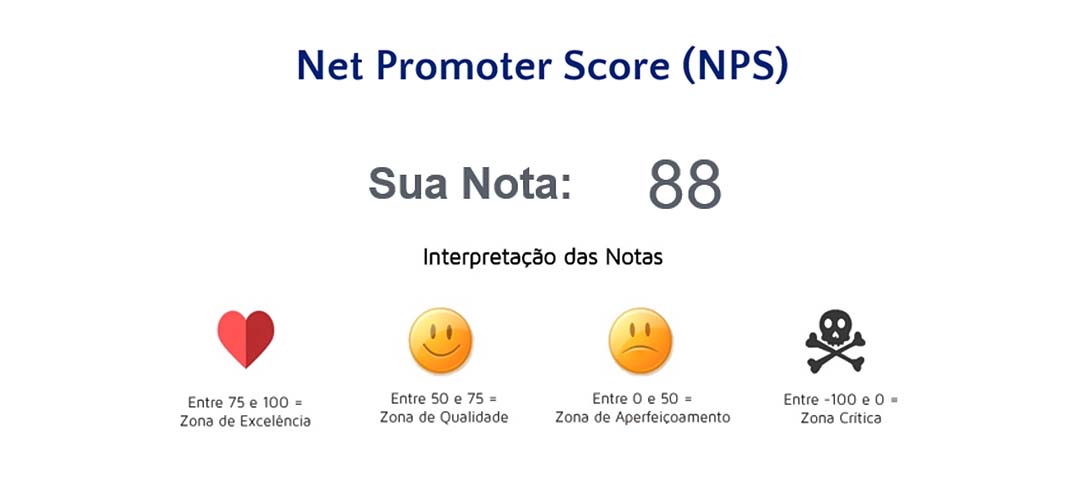 Net Promoter Score (NPS)
Sua Nota: 88
Interpretação das Notas
Entre 75 e 100 =
Zona de Excelência
Entre 50 e 75 =
Zona de Qualidade
Entre 0 e 50 =
Zona de Aperfeiçoamento
Entre -100 e 0 =
Zona Crítica